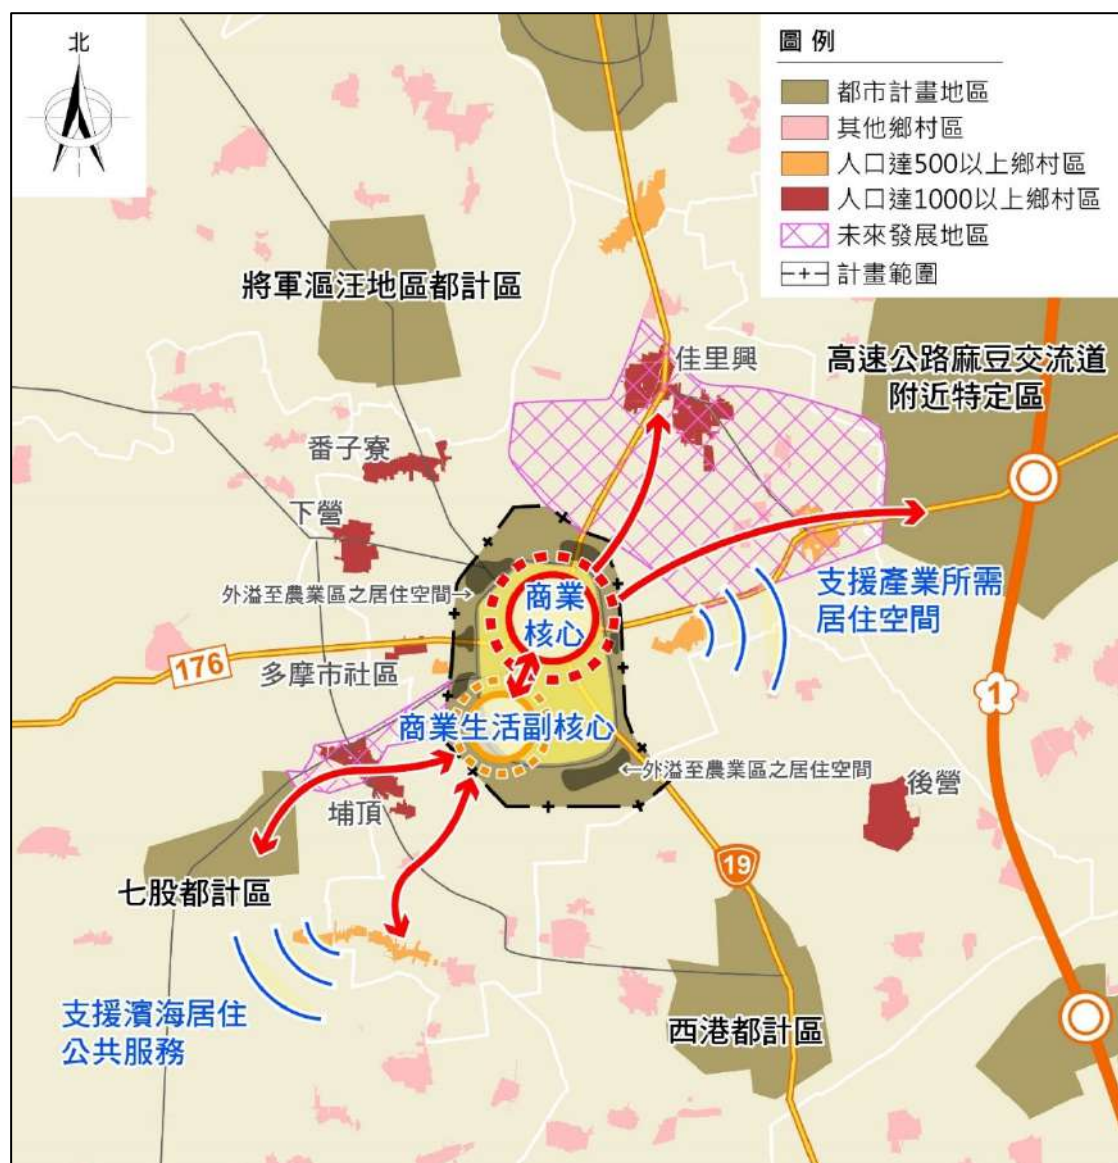 北
圖例
都市計畫地區
其他鄉村區
人口達500以上鄉村區
人口達1000以上鄉村區
未來發展地區
計畫範圍
將軍漚汪地區都計區
佳里興
高速公路麻豆交流道
附近特定區
番子寮
下營
外溢至農業區之居住空間→
商業
核心
支援產業所需
居住空間
176
多摩市社區
1
商業生活副核心
←外溢至農業區之居住空間
後營
埔頂
19
七股都計區
支援濱海居住
公共服務
西港都計區